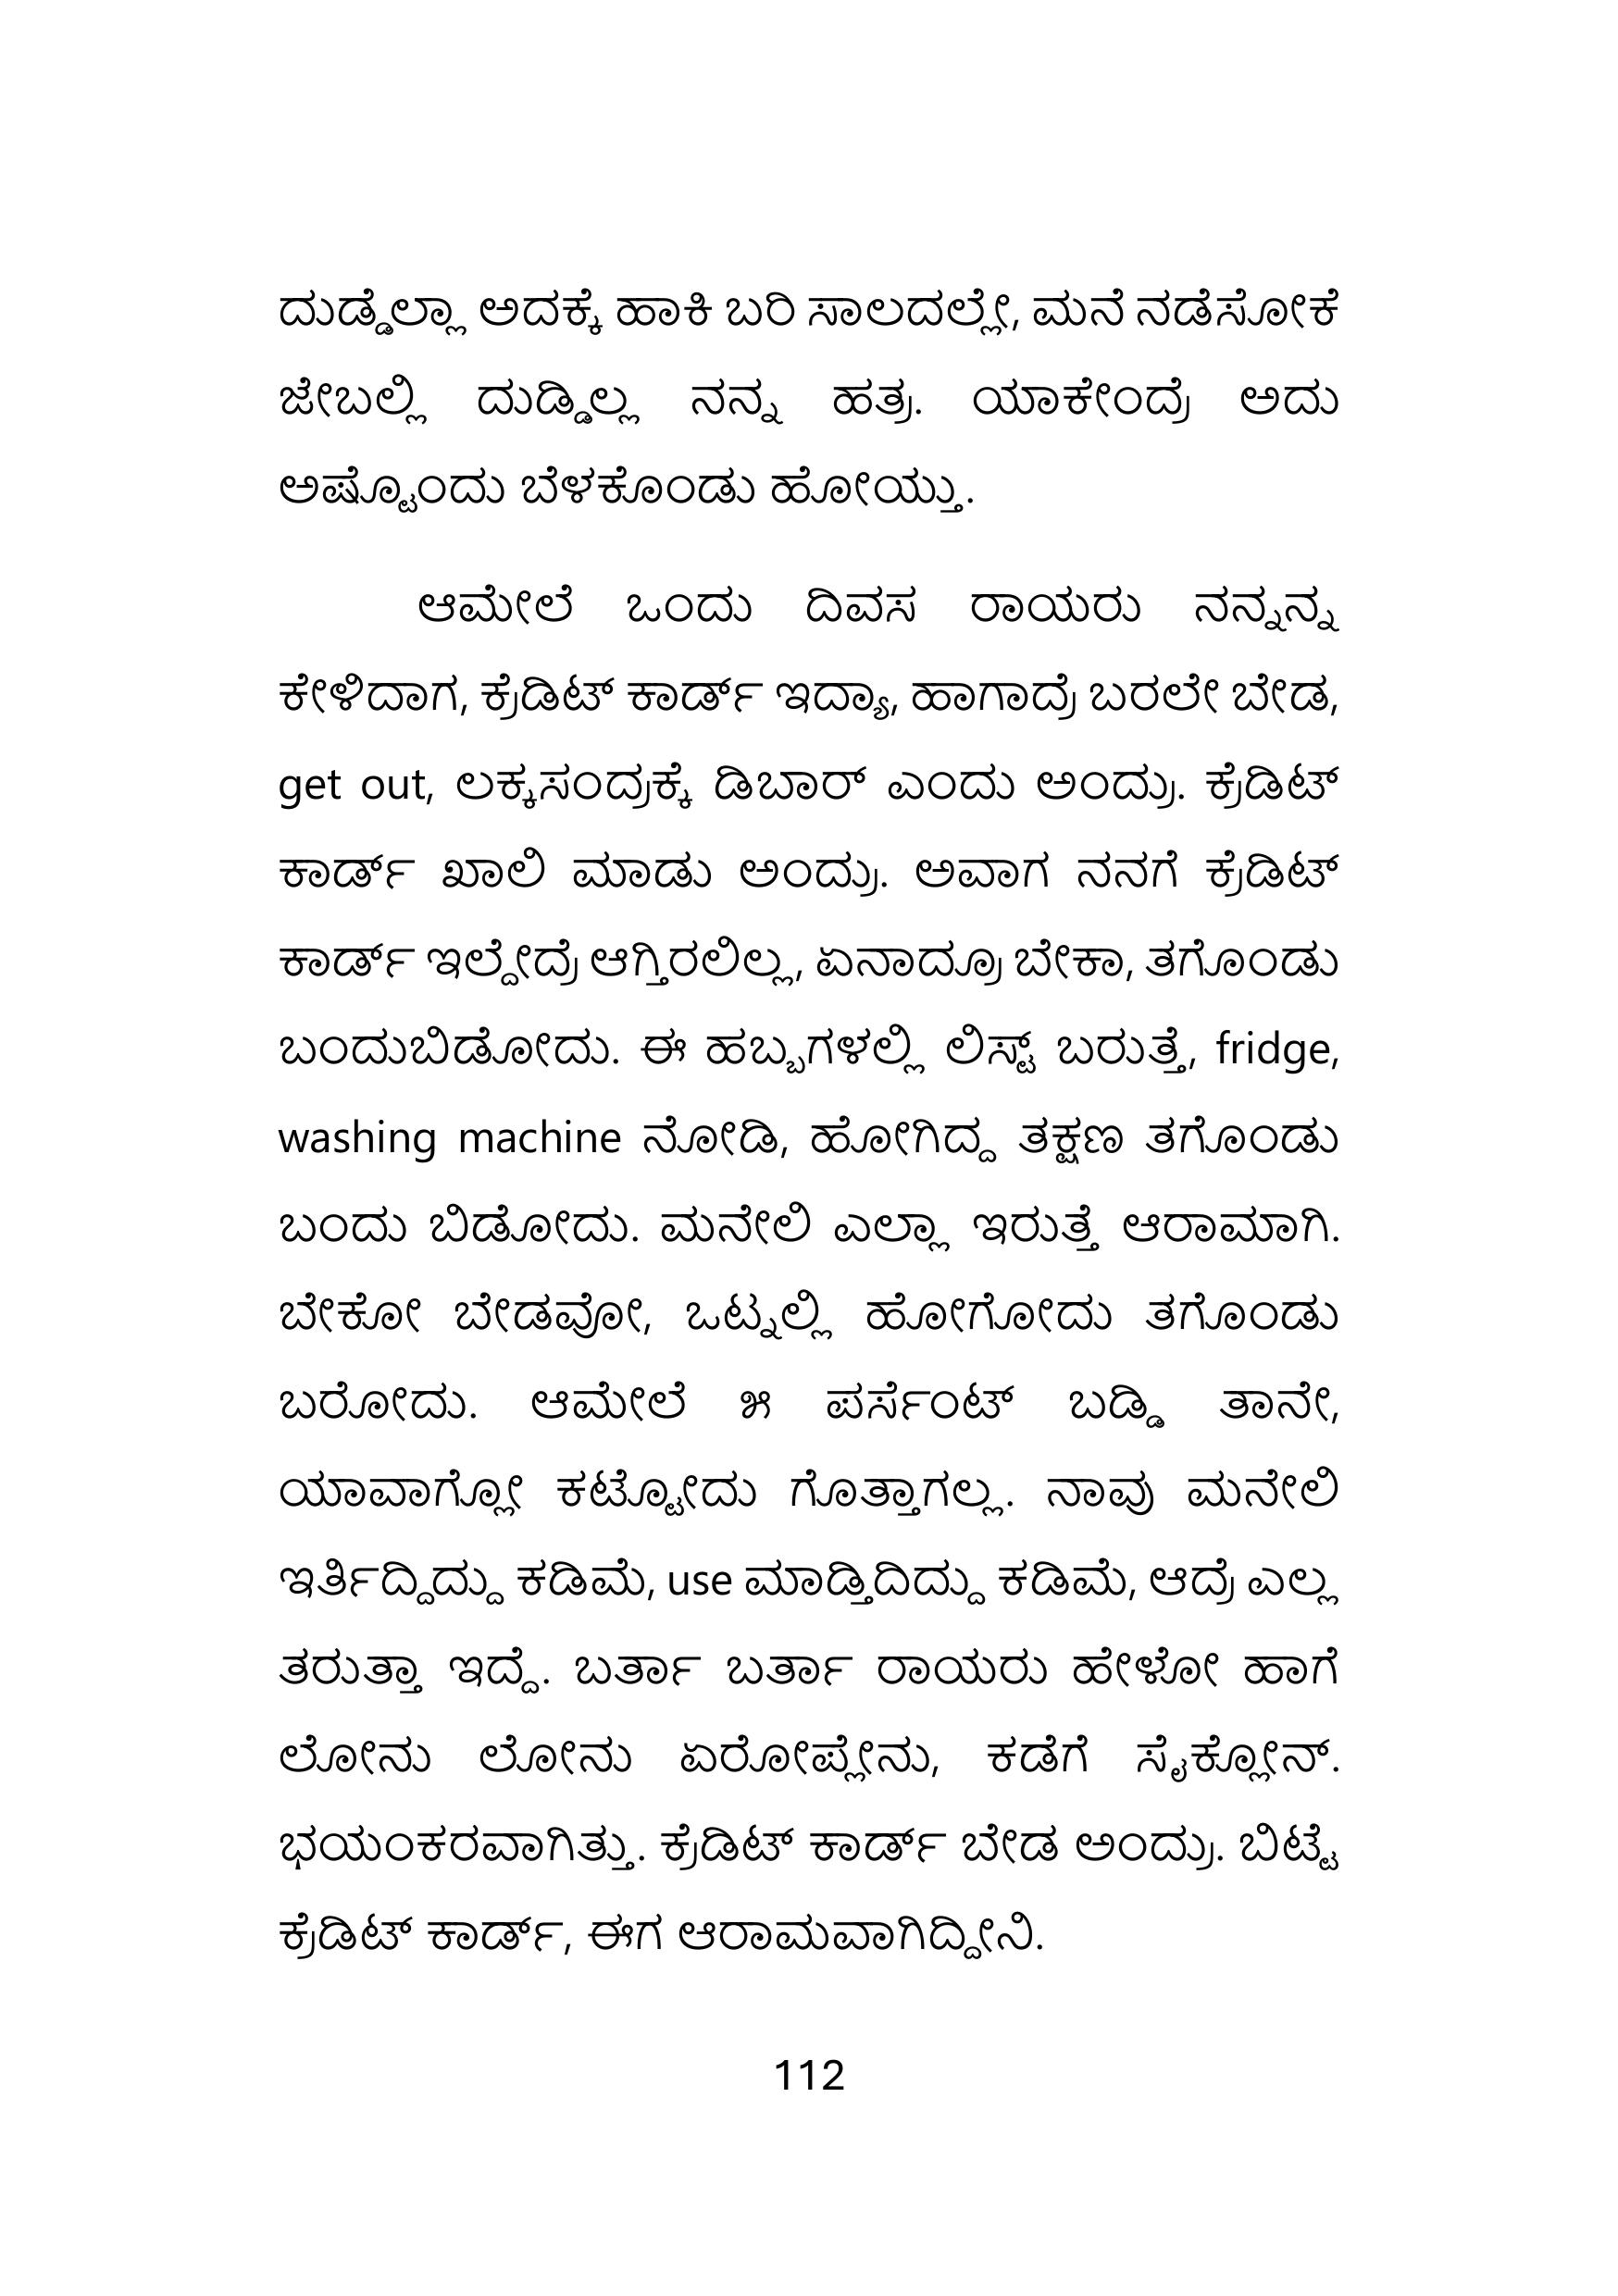 ದುಡ್ಡೆಲ್ಲಾ ಅದಕ್ಕೆ ಹಾಕಿ ಬರಿ ಸಾಲದಲ್ಲೇ, ಮನೆ ನಡೆಸೋಕೆ
ಜೇಬಲ್ಲಿ ದುಡ್ಡಿಲ್ಲ ನನ್ನ ಹತ್ರ. ಯಾಕೇಂದ್ರೆ ಅದು
ಅಷ್ಟೊಂದು ಬೆಳಕೊಂಡು ಹೋಯ್ತು.
ಆಮೇಲೆ ಒಂದು ದಿವಸ ರಾಯರು ನನ್ನನ್ನ
ಕೇಳಿದಾಗ, ಕ್ರೆಡಿಟ್ ಕಾರ್ಡ್ ಇದ್ಯಾ, ಹಾಗಾದ್ರೆ ಬರಲೇ ಬೇಡ,
get out, ಲಕ್ಕಸಂದ್ರಕ್ಕೆ ಡಿಬಾರ್ ಎಂದು ಅಂದ್ರು. ಕ್ರೆಡಿಟ್
ಕಾರ್ಡ್ ಖಾಲಿ ಮಾಡು ಅಂದ್ರು. ಅವಾಗ ನನಗೆ ಕ್ರೆಡಿಟ್
ಕಾರ್ಡ್ ಇಲ್ದೇದ್ರೆ ಆಗ್ತಿರಲಿಲ್ಲ, ಏನಾದ್ರೂ ಬೇಕಾ, ತಗೊಂಡು
ಬಂದುಬಿಡೋದು. ಈ ಹಬ್ಬಗಳಲ್ಲಿ ಲಿಸ್ಟ್ ಬರುತ್ತೆ, fridge,
washing machine ನೋಡಿ, ಹೋಗಿದ್ದ ತಕ್ಷಣ ತಗೊಂಡು
ಬಂದು ಬಿಡೋದು. ಮನೇಲಿ ಎಲ್ಲಾ ಇರುತ್ತೆ ಆರಾಮಾಗಿ.
ಬೇಕೋ ಬೇಡವೋ, ಒಟ್ನಲ್ಲಿ ಹೋಗೋದು ತಗೊಂಡು
ಬರೋದು. ಆಮೇಲೆ ೫ ಪರ್ಸೆಂಟ್ ಬಡ್ಡಿ ತಾನೇ,
ಯಾವಾಗ್ಲೋ ಕಟ್ಟೋದು ಗೊತ್ತಾಗಲ್ಲ. ನಾವು ಮನೇಲಿ
ಇರ್ತಿದ್ದಿದ್ದು ಕಡಿಮೆ, use ಮಾಡ್ತಿದಿದ್ದು ಕಡಿಮೆ, ಆದ್ರೆ ಎಲ್ಲ
ತರುತ್ತಾ ಇದ್ದೆ. ಬರ್ತಾ ಬರ್ತಾ ರಾಯರು ಹೇಳೋ ಹಾಗೆ
ಲೋನು ಲೋನು ಏರೋಪ್ಲೇನು, ಕಡೆಗೆ ಸೈಕ್ಲೋನ್.
ಭಯಂಕರವಾಗಿತ್ತು. ಕ್ರೆಡಿಟ್ ಕಾರ್ಡ್ ಬೇಡ ಅಂದ್ರು. ಬಿಟ್ಟೆ
ಕ್ರೆಡಿಟ್ ಕಾರ್ಡ್, ಈಗ ಆರಾಮವಾಗಿದ್ದೀನಿ.
112